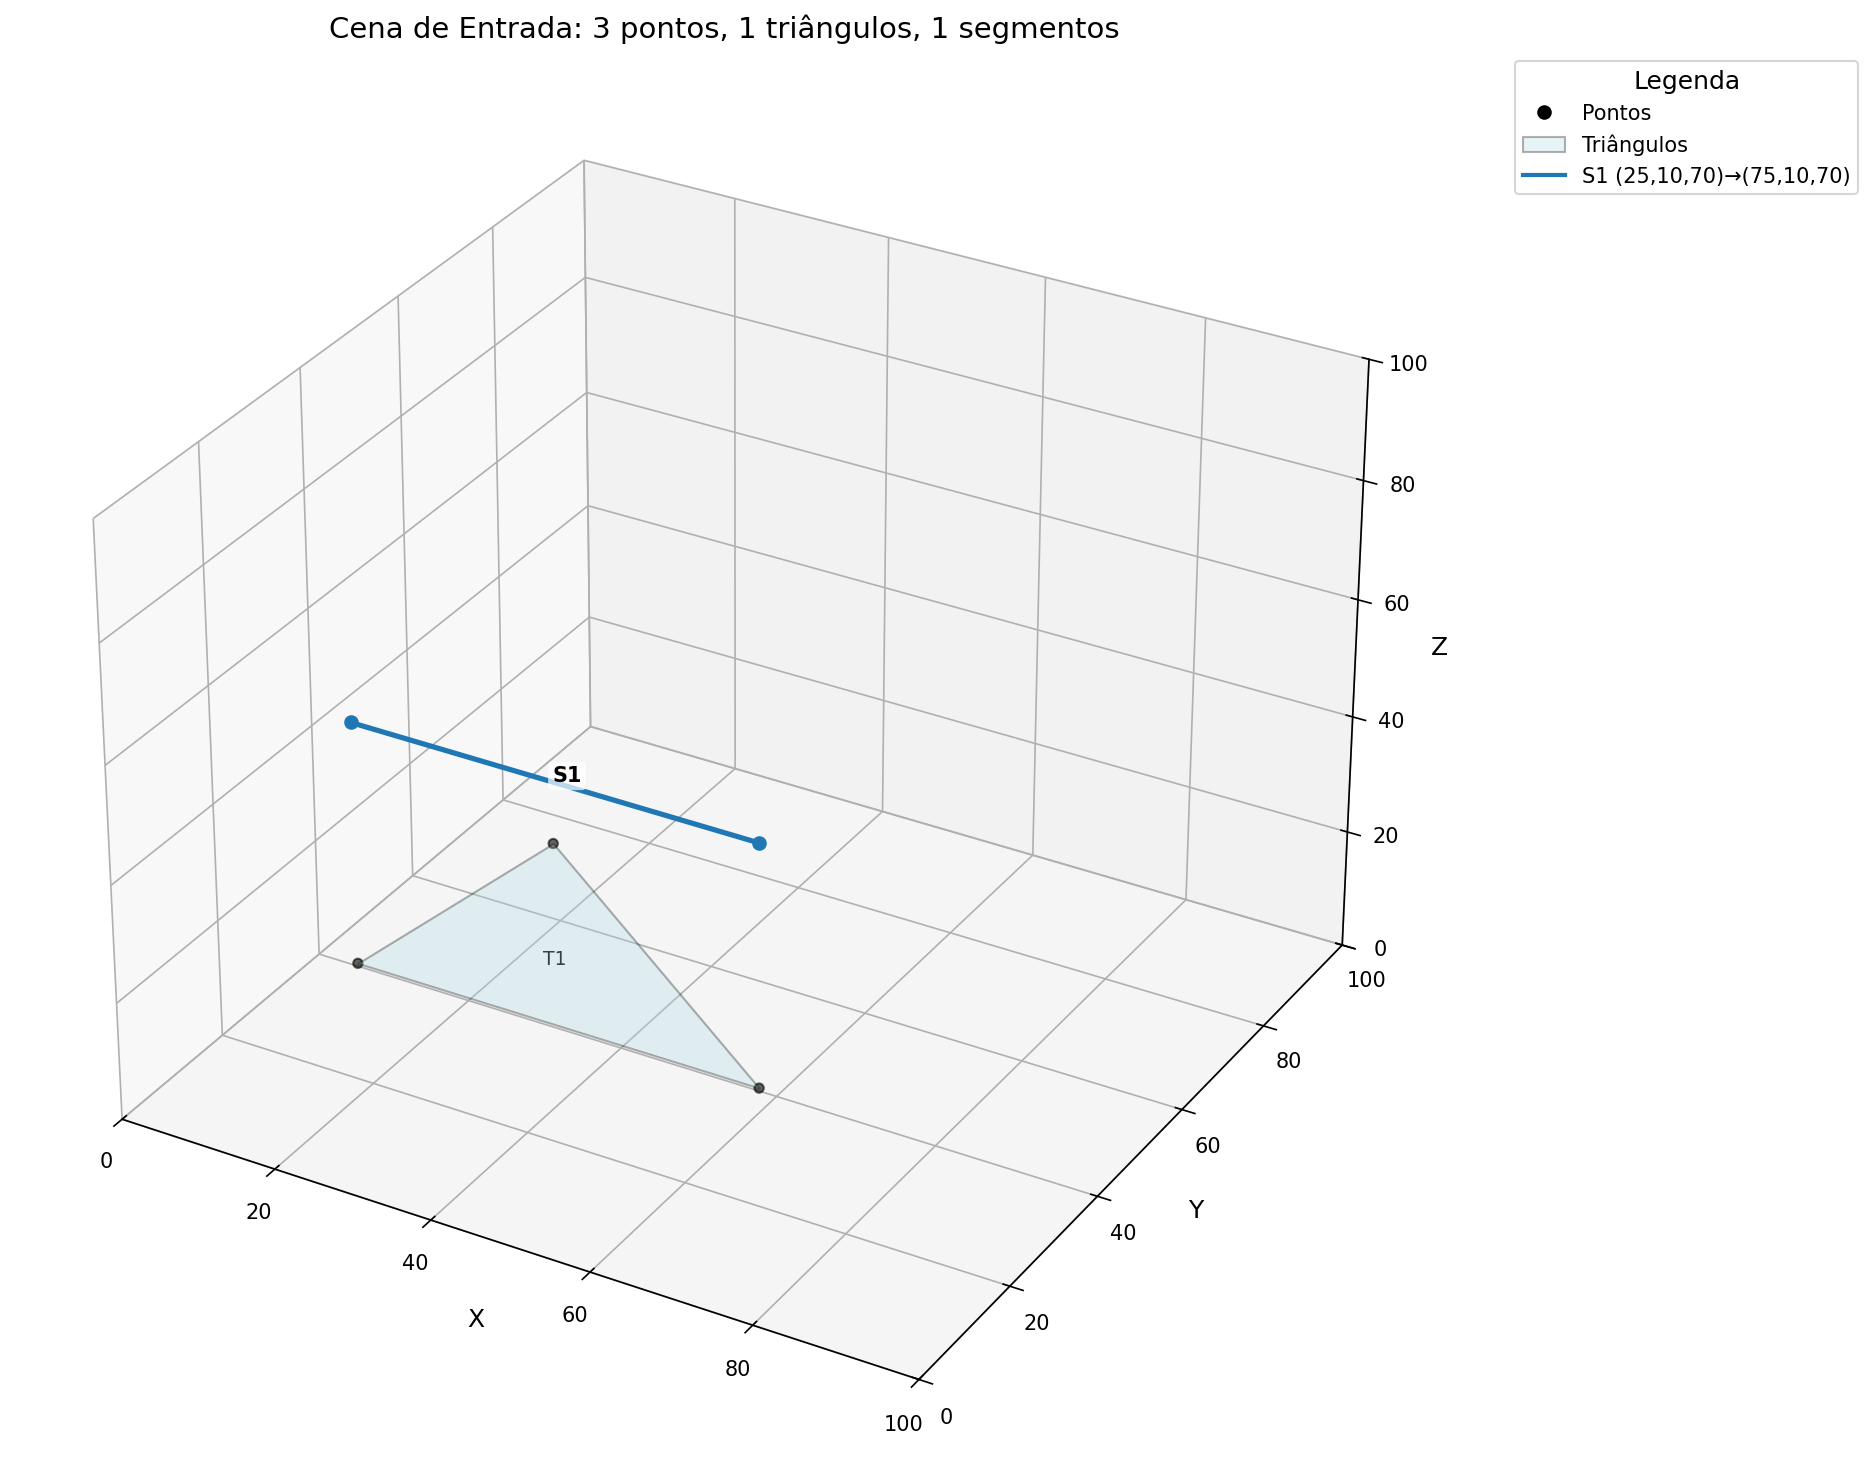 Cena de Entrada: 3 pontos, 1 triângulos, 1 segmentos
Legenda
Pontos
Triângulos
S1 (25,10,70)→(75,10,70)
100
80
60
Z
40
20
0
S1
T1
100
80
60
Y
40
20
0
0
20
40
X
60
80
100